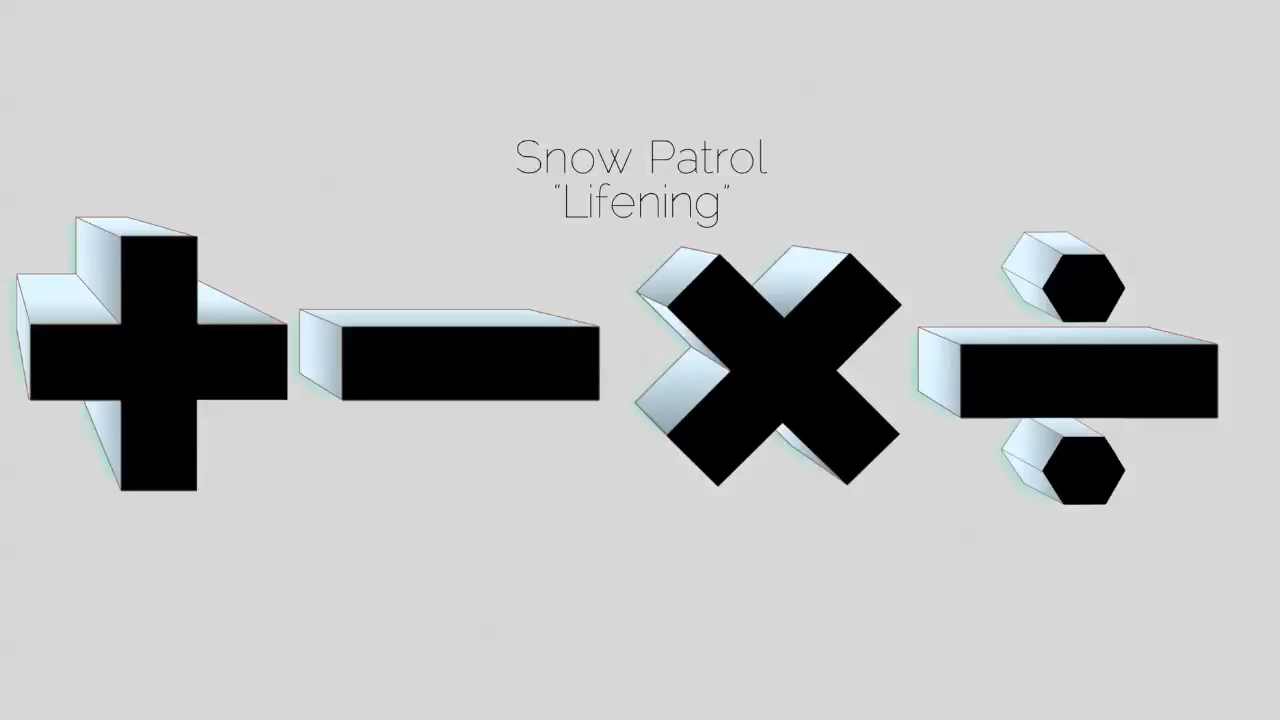 Snow Patrol
“Lifening”
+ − × ÷